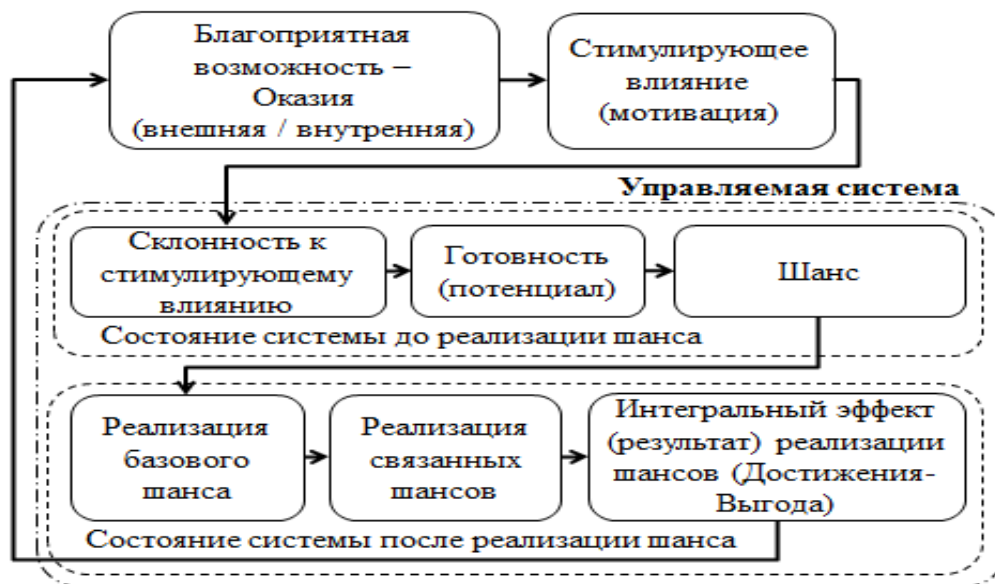 Благоприятная
возможность –
Оказия
(внешняя / внутренняя)
Стимулирующее
влияние
(мотивация)
Управляемая система
Склонность к
стимулирующему
влиянию
Готовность
(потенциал)
Шанс
Состояние системы до реализации шанса
Реализация
базового
шанса
Реализация
связанных
шансов
Интегральный эффект
(результат) реализации
шансов (Достижения-
Выгода)
Состояние системы после реализации шанса